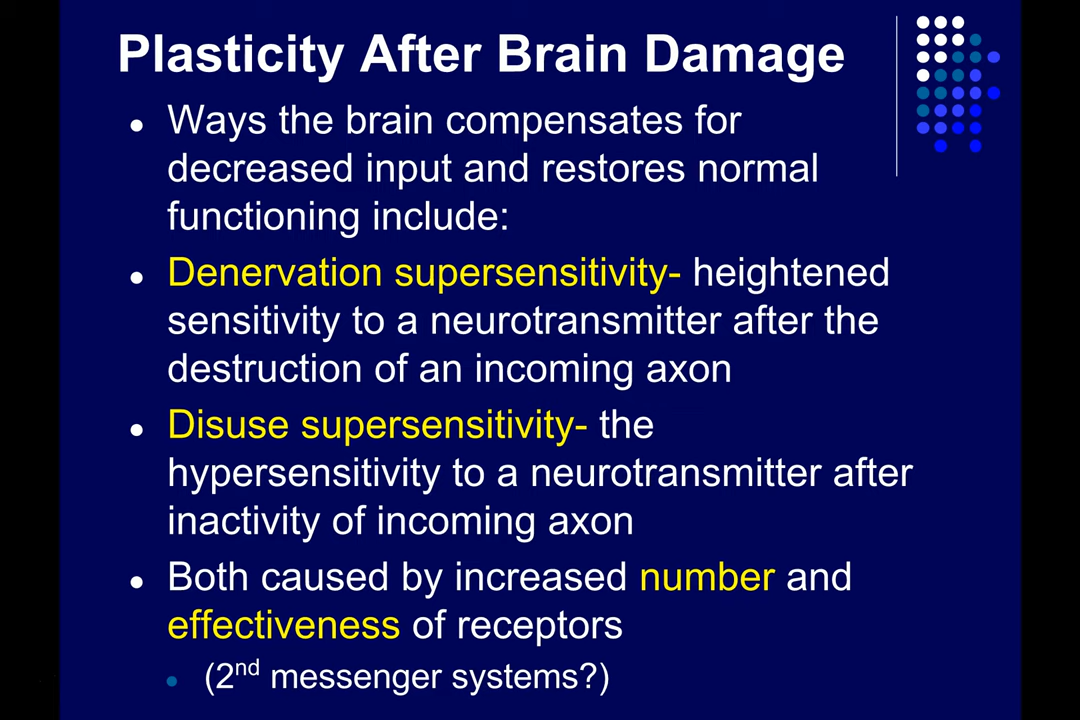 Plasticity After Brain Damage
Ways the brain compensates for
decreased input and restores normal
functioning include:
Denervation supersensitivity- heightened
sensitivity to a neurotransmitter after the
destruction of an incoming axon
Disuse supersensitivity- the
hypersensitivity to a neurotransmitter after
inactivity of incoming axon
Both caused by increased number and
effectiveness of receptors
(2nd messenger systems?)